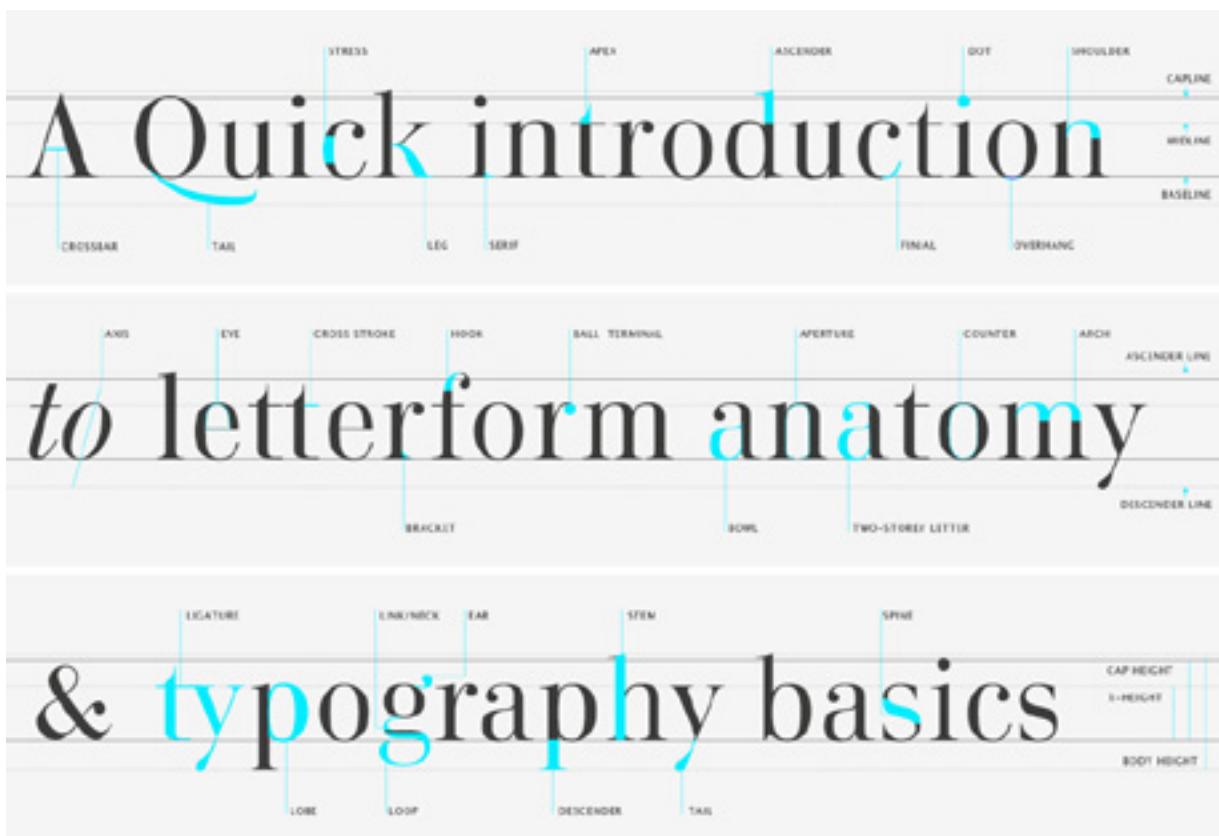 STRESS APEX ASCENDER DOT SHOULDER
CAPLINE
A Quick introduction
MIDLINE
BASELINE
CROSSBAR TAIL LEG SERIF FINIAL OVERHANG
AXIS EYE CROSS STROKE HOOK BALL TERMINAL APERTURE COUNTER ARCH
ASCENDER LINE
to letterform anatomy
DESCENDER LINE
BRACKET BOWL TWO-STOREY LETTER
LIGATURE LINK/NECK EAR STEM SPINE
CAP HEIGHT
& typography basics
X-HEIGHT
BODY HEIGHT
LOBE LOOP DESCENDER TAIL